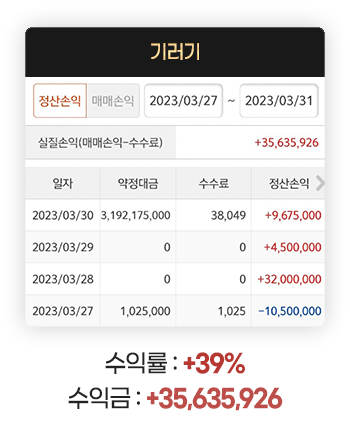 기러기
정산손익 매매손익 2023/03/27 ~ 2023/03/31
실질손익(매매손익-수수료) +35,635,926
일자 약정대금 수수료 정산손익
2023/03/30 3,192,175,000 38,049 +9,675,000
2023/03/29 0 0 +4,500,000
2023/03/28 0 0 +32,000,000
2023/03/27 1,025,000 1,025 -10,500,000
수익률 : +39%
수익금 : +35,635,926